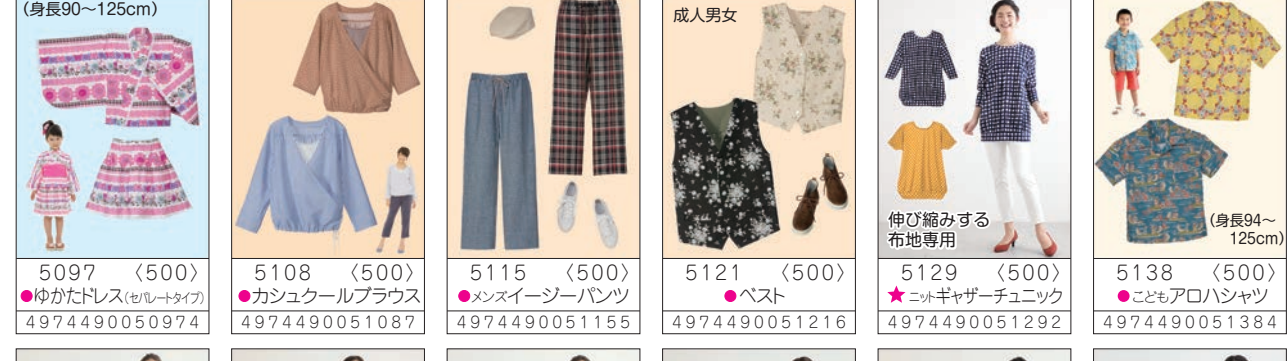 (身長90〜125cm)
5097 〈500〉
●ゆかたドレス(セパレートタイプ)
4974490050974
5108 〈500〉
●カシュクールブラウス
4974490051087
5115 〈500〉
●メンズイージーパンツ
4974490051155
成人男女
5121 〈500〉
●ベスト
4974490051216
伸び縮みする
布地専用
5129 〈500〉
★ニットギャザーチュニック
4974490051292
(身長94〜
125cm)
5138 〈500〉
●こどもアロハシャツ
4974490051384